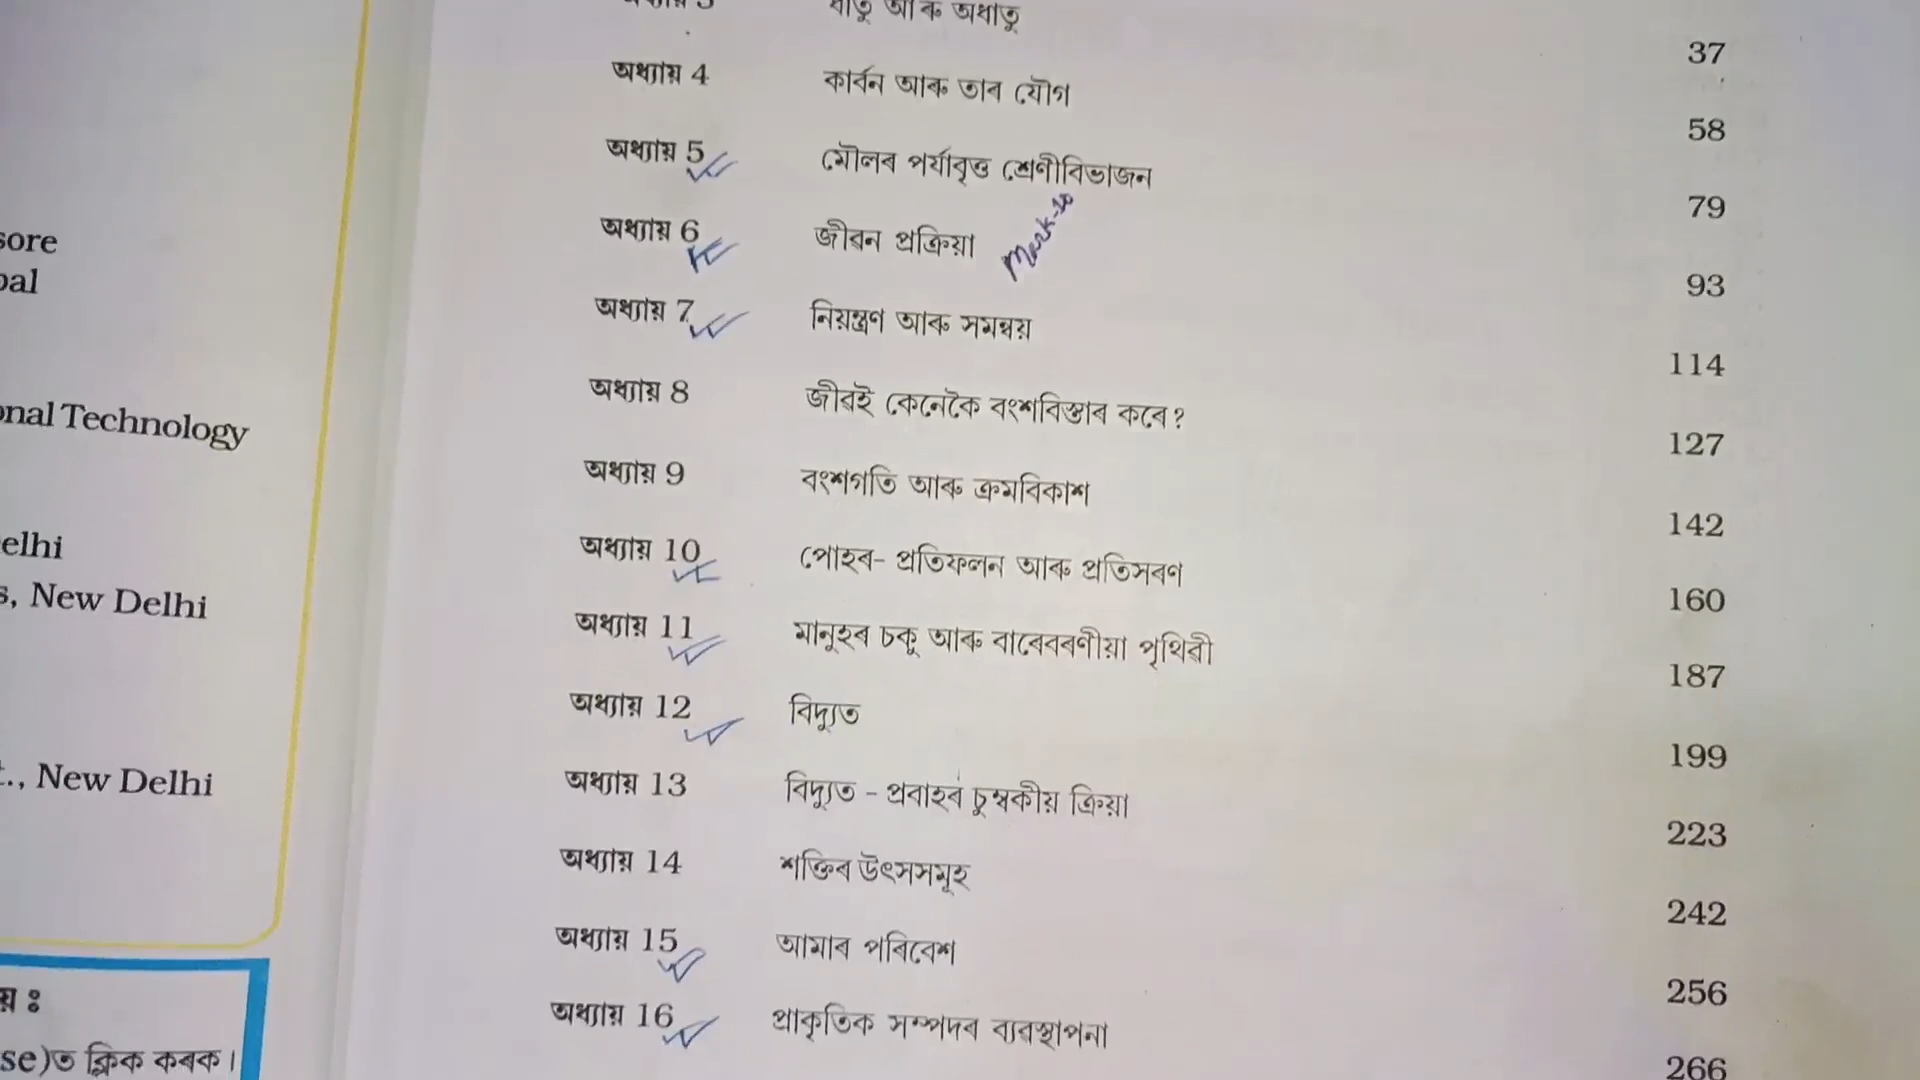 ধাতু আৰু অধাতু 37
অধ্যায় 4 কাৰ্বন আৰু তাৰ যৌগ 58
অধ্যায় 5 মৌলৰ পৰ্যাবৃত্ত শ্ৰেণীবিভাজন 79
অধ্যায় 6 জীৱন প্ৰক্ৰিয়া Mark-10 93
অধ্যায় 7 নিয়ন্ত্ৰণ আৰু সমন্বয় 114
অধ্যায় 8 জীৱই কেনেকৈ বংশবিস্তাৰ কৰে? 127
অধ্যায় 9 বংশগতি আৰু ক্ৰমবিকাশ 142
অধ্যায় 10 পোহৰ- প্ৰতিফলন আৰু প্ৰতিসৰণ 160
অধ্যায় 11 মানুহৰ চকু আৰু বাৰেবৰণীয়া পৃথিৱী 187
অধ্যায় 12 বিদ্যুত 199
অধ্যায় 13 বিদ্যুত - প্ৰবাহৰ চুম্বকীয় ক্ৰিয়া 223
অধ্যায় 14 শক্তিৰ উৎসসমূহ 242
অধ্যায় 15 আমাৰ পৰিবেশ 256
অধ্যায় 16 প্ৰাকৃতিক সম্পদৰ ব্যৱস্থাপনা 266
sore
pal
onal Technology
elhi
s, New Delhi
t., New Delhi
য় ঃ
se)ত ক্লিক কৰক।